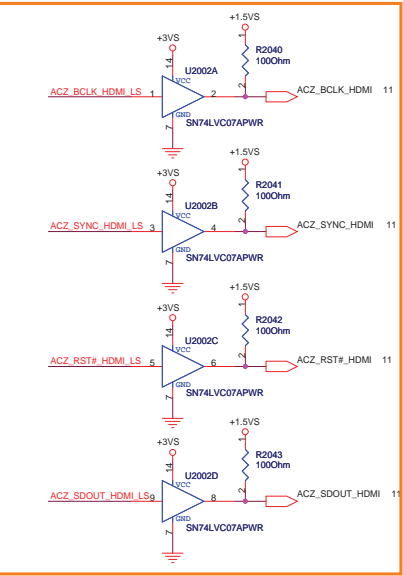 +1.5VS
+3VS
1
R2040
100Ohm
14
U2002A
VCC
2
ACZ_BCLK_HDMI_LS 1 2 ACZ_BCLK_HDMI 11
GND
7
SN74LVC07APWR
+1.5VS
+3VS
1
R2041
100Ohm
14
U2002B
VCC
2
ACZ_SYNC_HDMI_LS 3 4 ACZ_SYNC_HDMI 11
GND
7
SN74LVC07APWR
+1.5VS
+3VS
1
R2042
100Ohm
14
U2002C
VCC
2
ACZ_RST#_HDMI_LS 5 6 ACZ_RST#_HDMI 11
GND
7
SN74LVC07APWR
+1.5VS
+3VS
1
R2043
100Ohm
14
U2002D
VCC
2
ACZ_SDOUT_HDMI_LS 9 8 ACZ_SDOUT_HDMI 11
GND
7
SN74LVC07APWR